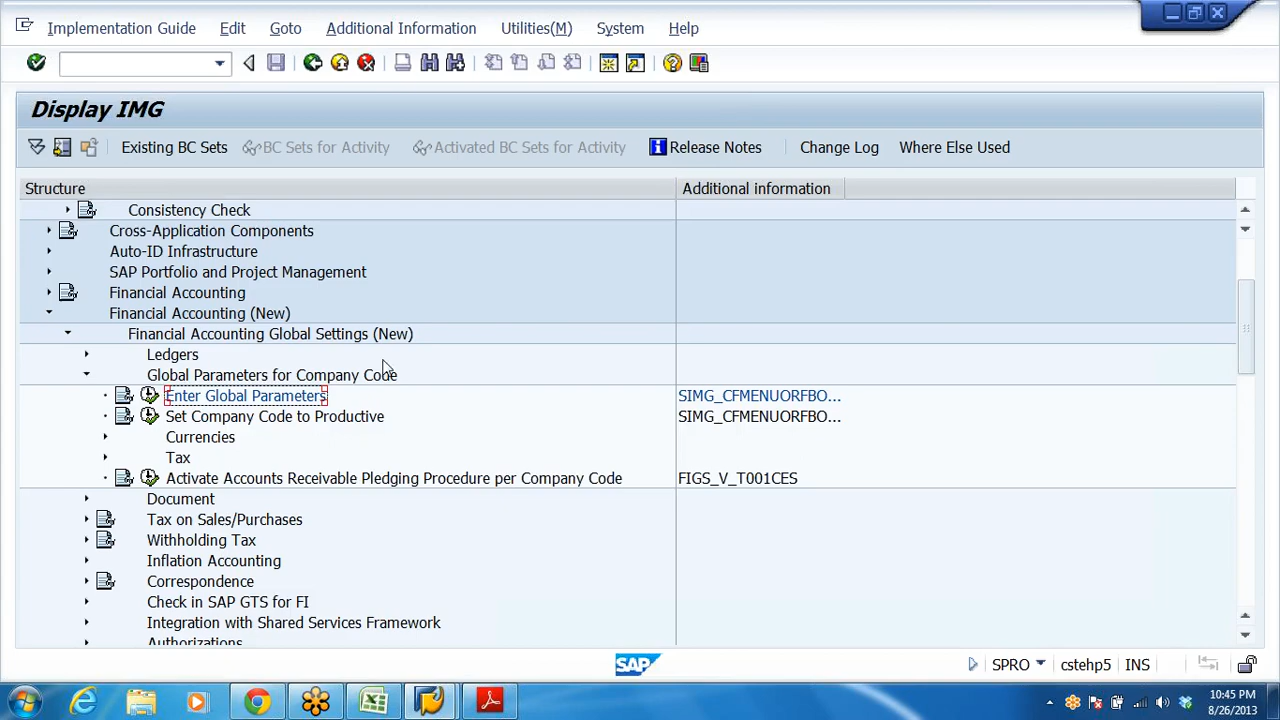 Implementation Guide Edit Goto Additional Information Utilities(M) System Help
Display IMG
Existing BC Sets BC Sets for Activity Activated BC Sets for Activity Release Notes Change Log Where Else Used
Structure Additional information
Consistency Check
Cross-Application Components
Auto-ID Infrastructure
SAP Portfolio and Project Management
Financial Accounting
Financial Accounting (New)
Financial Accounting Global Settings (New)
Ledgers
Global Parameters for Company Code
Enter Global Parameters SIMG_CFMENUORFBO...
Set Company Code to Productive SIMG_CFMENUORFBO...
Currencies
Tax
Activate Accounts Receivable Pledging Procedure per Company Code FIGS_V_T001CES
Document
Tax on Sales/Purchases
Withholding Tax
Inflation Accounting
Correspondence
Check in SAP GTS for FI
Integration with Shared Services Framework
Authorizations
SAP SPRO cstehp5 INS
10:45 PM
8/26/2013